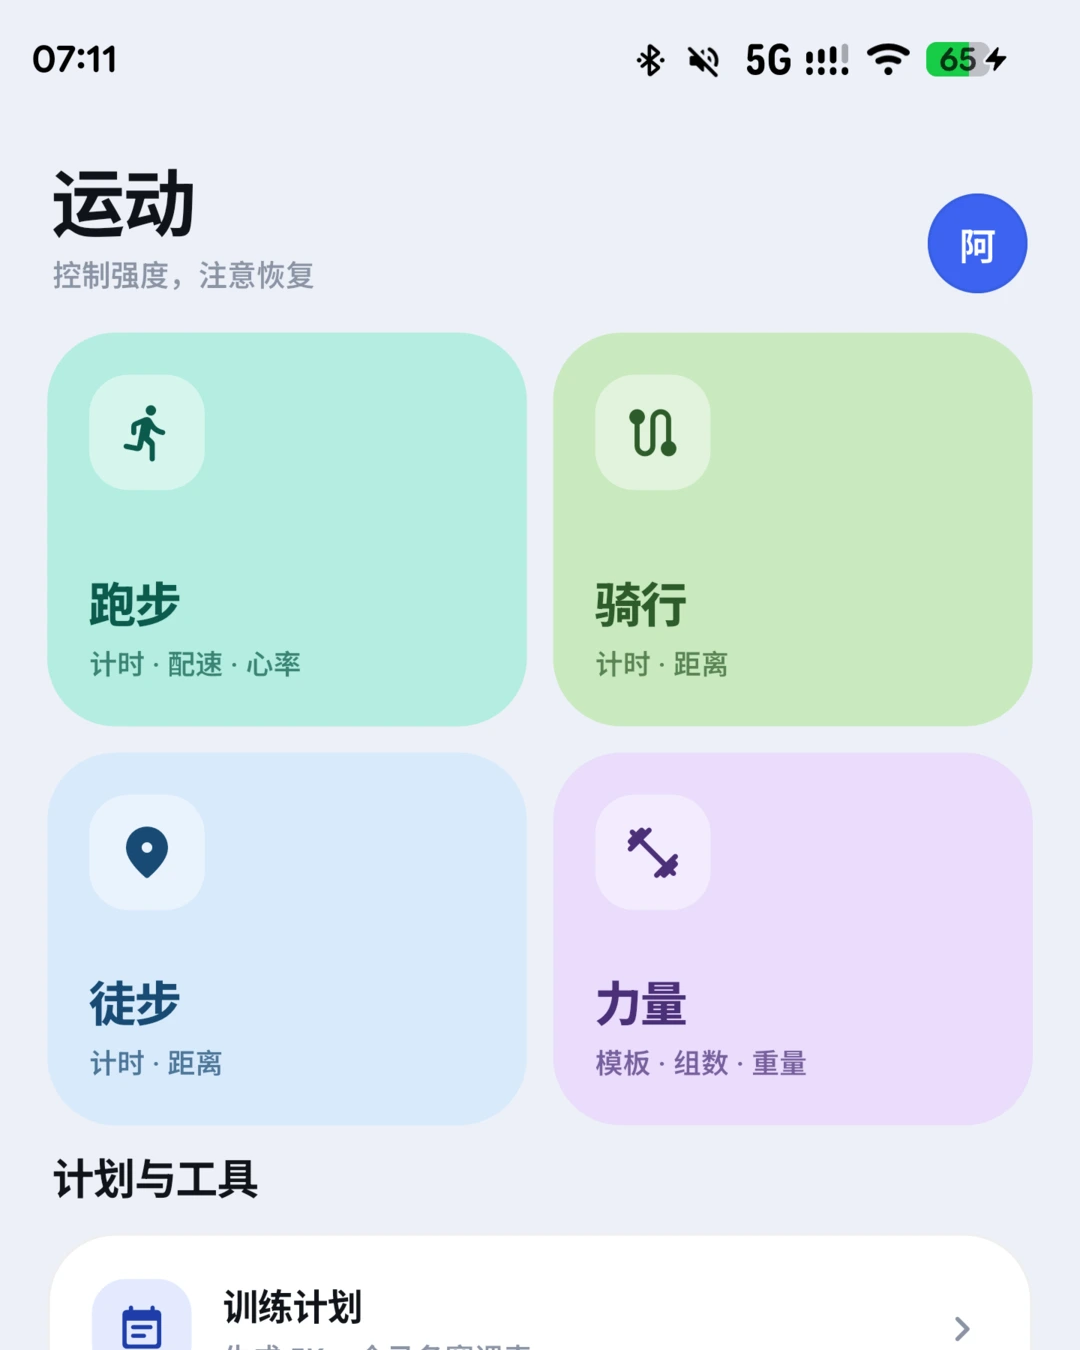 07:11 5G 65
运动
控制强度，注意恢复
阿
跑步
计时 · 配速 · 心率
骑行
计时 · 距离
徒步
计时 · 距离
力量
模板 · 组数 · 重量
计划与工具
训练计划